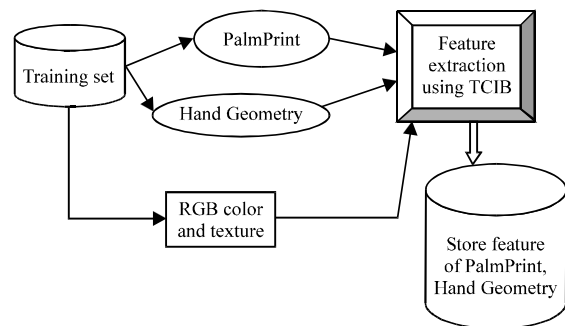 PalmPrint
Feature
extraction
using TCIB
Training set
Hand Geometry
RGB color
and texture
Store feature
of PalmPrint,
Hand Geometry